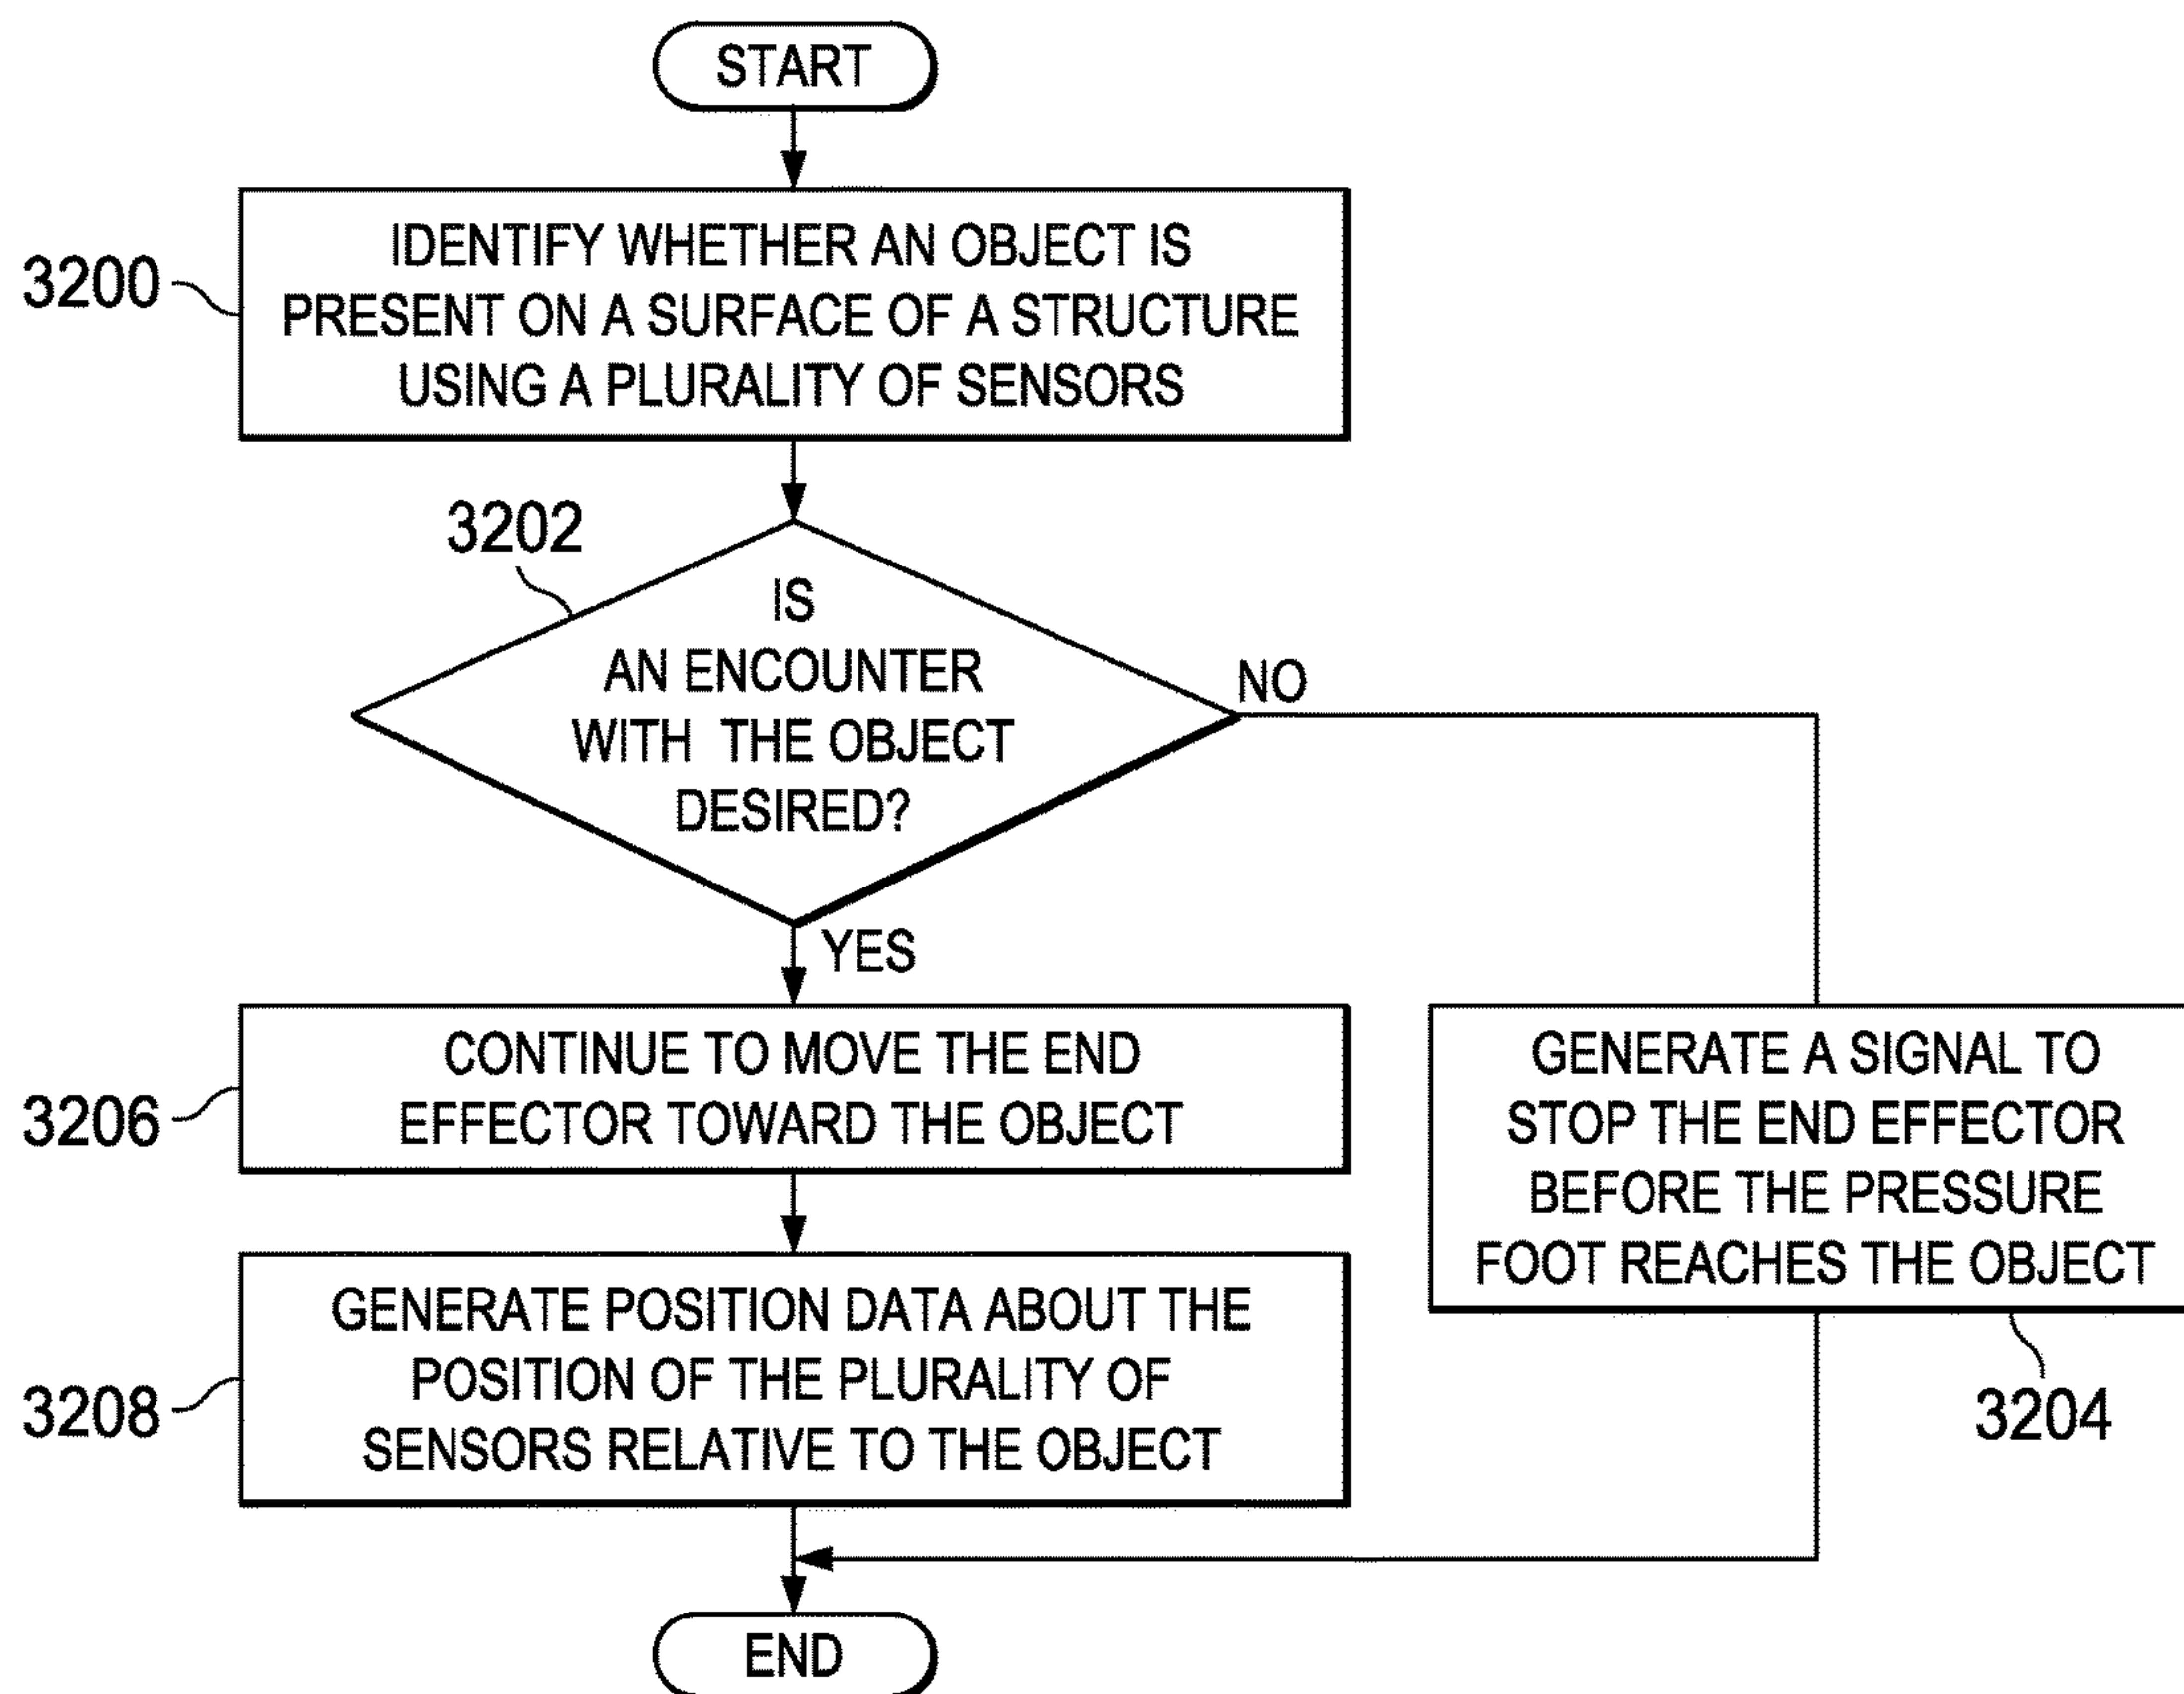 START
3200
IDENTIFY WHETHER AN OBJECT IS
PRESENT ON A SURFACE OF A STRUCTURE
USING A PLURALITY OF SENSORS
3202
IS
AN ENCOUNTER
WITH THE OBJECT
DESIRED?
NO
YES
3206
CONTINUE TO MOVE THE END
EFFECTOR TOWARD THE OBJECT
GENERATE A SIGNAL TO
STOP THE END EFFECTOR
BEFORE THE PRESSURE
FOOT REACHES THE OBJECT
3204
3208
GENERATE POSITION DATA ABOUT THE
POSITION OF THE PLURALITY OF
SENSORS RELATIVE TO THE OBJECT
END